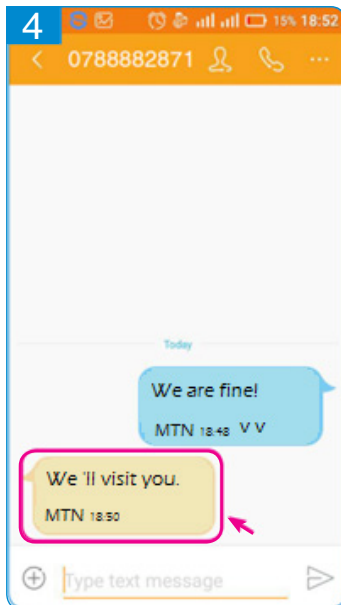 4
15% 18:52
0788882871
Today
We are fine!
MTN 18:48 V V
We 'll visit you.
MTN 18:50
Type text message